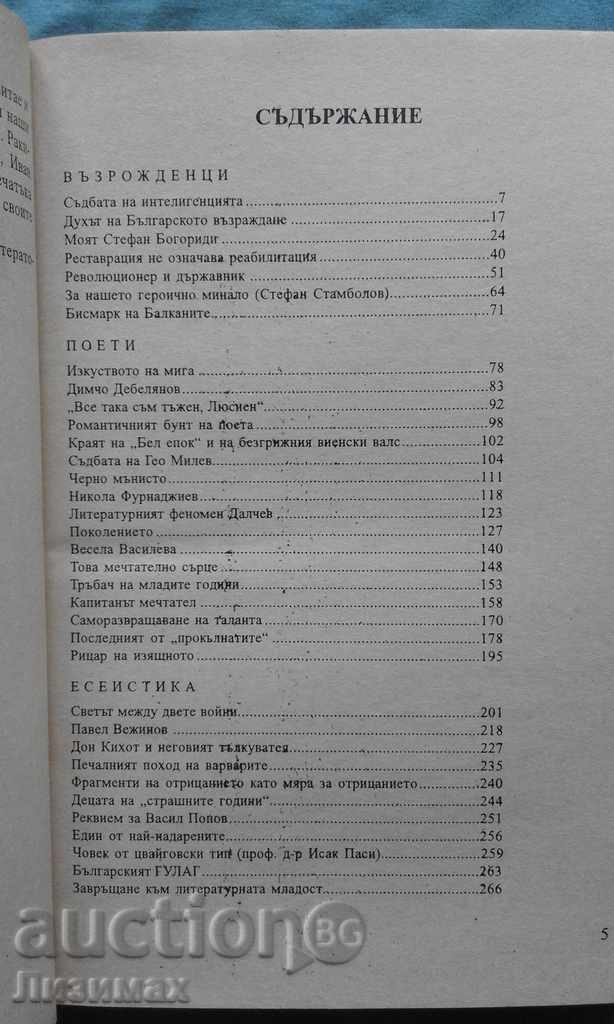 итае и
и наши
. Раки-
, Иван
ечатъка
своите
терато-
СЪДЪРЖАНИЕ
ВЪЗРОЖДЕНЦИ
Съдбата на интелигенцията 7
Духът на Българското възраждане 17
Моят Стефан Богориди 24
Реставрация не означава реабилитация 40
Революционер и държавник 51
За нашето героично минало (Стефан Стамболов) 64
Бисмарк на Балканите 71
ПОЕТИ
Изкуството на мига 78
Димчо Дебелянов 83
„Все така съм тъжен, Люсиен“ 92
Романтичният бунт на поета 98
Краят на „Бел епок“ и на безгрижния виенски валс 102
Съдбата на Гео Милев 104
Черно мънисто 111
Никола Фурнаджиев 118
Литературният феномен Далчев 123
Поколението 127
Весела Василева 140
Това мечтателно сърце 148
Тръбач на младите години 153
Капитанът мечтател 158
Саморазвращаване на таланта 170
Последният от „прокълнатите“ 178
Рицар на изящното 195
ЕСЕИСТИКА
Светът между двете войни 201
Павел Вежинов 218
Дон Кихот и неговият тълкувател 227
Печалният поход на варварите 235
Фрагменти на отрицанието като мяра за отрицанието 240
Децата на „страшните години“ 244
Реквием за Васил Попов 251
Един от най-надарените 256
Човек от цвайговски тип (проф. д-р Исак Паси) 259
Българският ГУЛАГ 263
Завръщане към литературната младост 266
5
auction BG
Лизимах